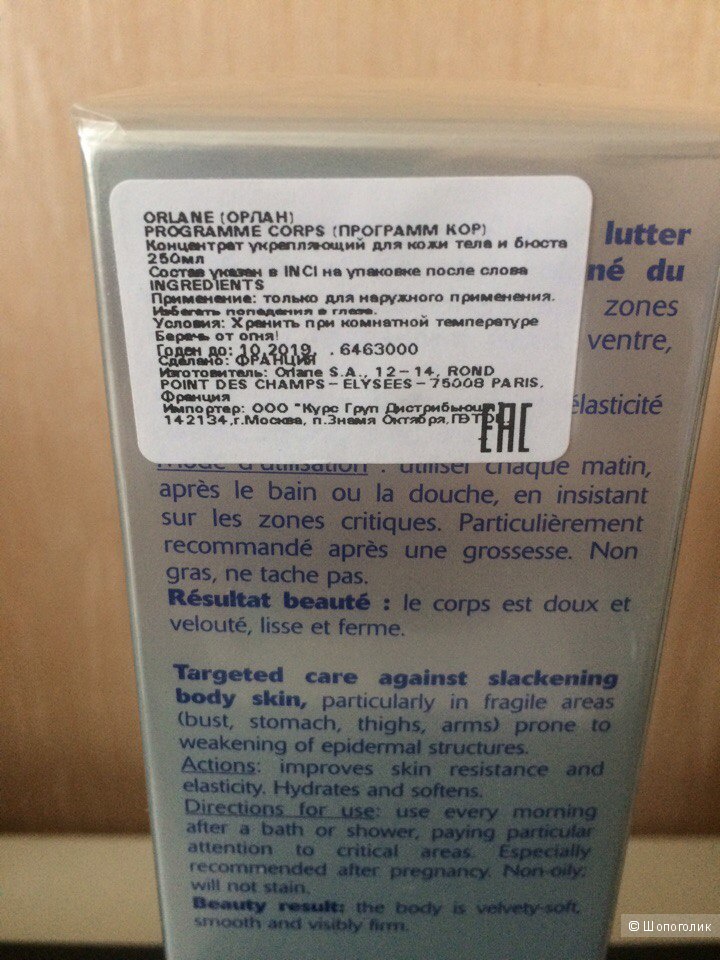 ORLANE (ОРЛАН)
PROGRAMME CORPS (ПРОГРАММ КОР)
Концентрат укрепляющий для кожи тела и бюста
250мл
Состав указан в INCI на упаковке после слова
INGREDIENTS
Применение: только для наружного применения.
Избегать попадания в глаза.
Условия: Хранить при комнатной температуре
Беречь от огня!
Годен до: 10.2019, . 6463000
Сделано: ФРАНЦИЯ
Изготовитель: Orlane S.A., 12-14, ROND
POINT DES CHAMPS-ELYSEES-75008 PARIS,
Франция
Импортер: ООО "Курс Груп
142134,г.Москва, п.Знамя Октября,
EAC
lutter
né du
zones
ventre,
élasticité
Mode d'utilisation : utiliser chaque matin,
après le bain ou la douche, en insistant
sur les zones critiques. Particulièrement
recommandé après une grossesse. Non
gras, ne tache pas.
Résultat beauté : le corps est doux et
velouté, lisse et ferme.
Targeted care against slackening
body skin, particularly in fragile areas
(bust, stomach, thighs, arms) prone to
weakening of epidermal structures.
Actions: improves skin resistance and
elasticity. Hydrates and softens.
Directions for use: use every morning
after a bath or shower, paying particular
attention to critical areas. Especially
recommended after pregnancy. Non-oily,
will not stain.
Beauty result: the body is velvety-soft,
smooth and visibly firm.
© Шопоголик